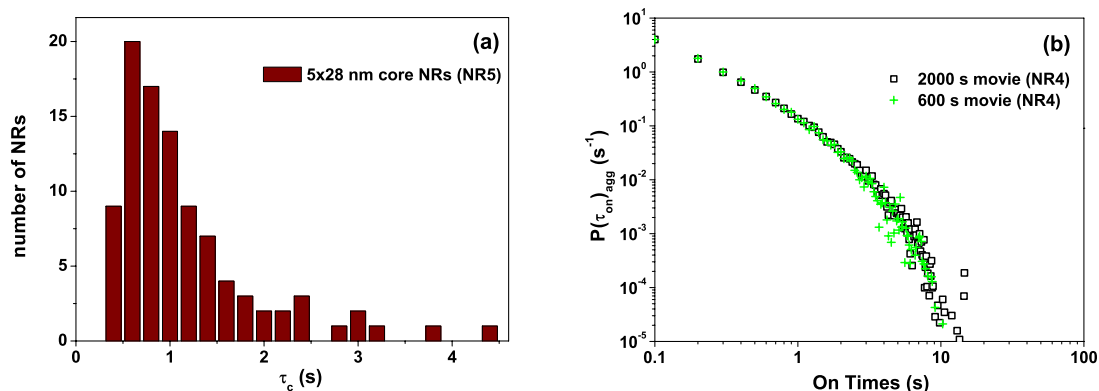 (a)
5x28 nm core NRs (NR5)
number of NRs
20
15
10
5
0
0 1 2 3 4
τc (s)
(b)
2000 s movie (NR4)
600 s movie (NR4)
P(τon)agg (s-1)
10^1
10^0
10^-1
10^-2
10^-3
10^-4
10^-5
0.1 1 10 100
On Times (s)